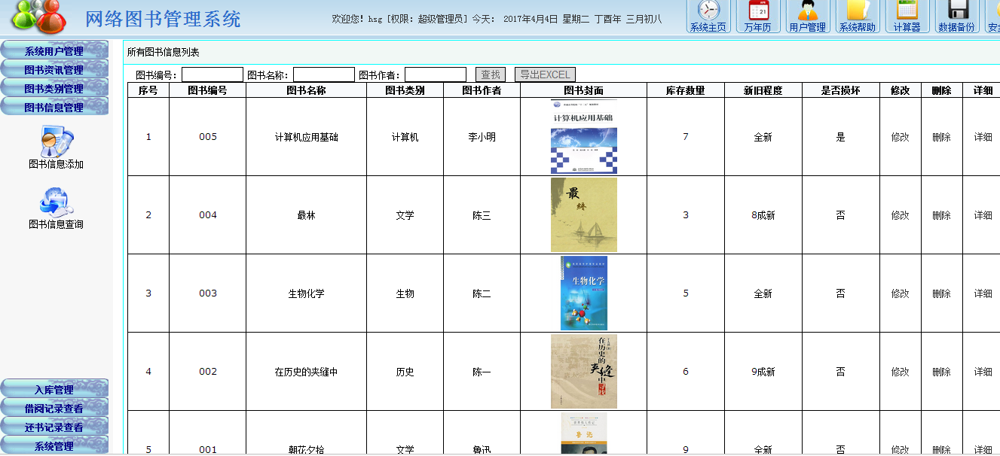 网络图书管理系统
欢迎您! hsg [权限：超级管理员] 今天： 2017年4月4日 星期二 丁酉年 三月初八
系统主页 万年历 用户管理 系统帮助 计算器 数据备份 安全
系统用户管理
图书资讯管理
图书类别管理
图书信息管理
图书信息添加
图书信息查询
入库管理
借阅记录查看
还书记录查看
系统管理
所有图书信息列表
图书编号： 图书名称： 图书作者： 查找 导出EXCEL
序号 图书编号 图书名称 图书类别 图书作者 图书封面 库存数量 新旧程度 是否损坏 修改 删除 详细
1 005 计算机应用基础 计算机 李小明 计算机应用基础 7 全新 是 修改 删除 详细
2 004 最林 文学 陈三 最终 3 8成新 否 修改 删除 详细
3 003 生物化学 生物 陈二 生物化学 5 全新 否 修改 删除 详细
4 002 在历史的夹缝中 历史 陈一 在历史的夹缝中 6 9成新 否 修改 删除 详细
5 001 朝花夕拾 文学 鲁迅 鲁迅 9 全新 否 修改 删除 详细